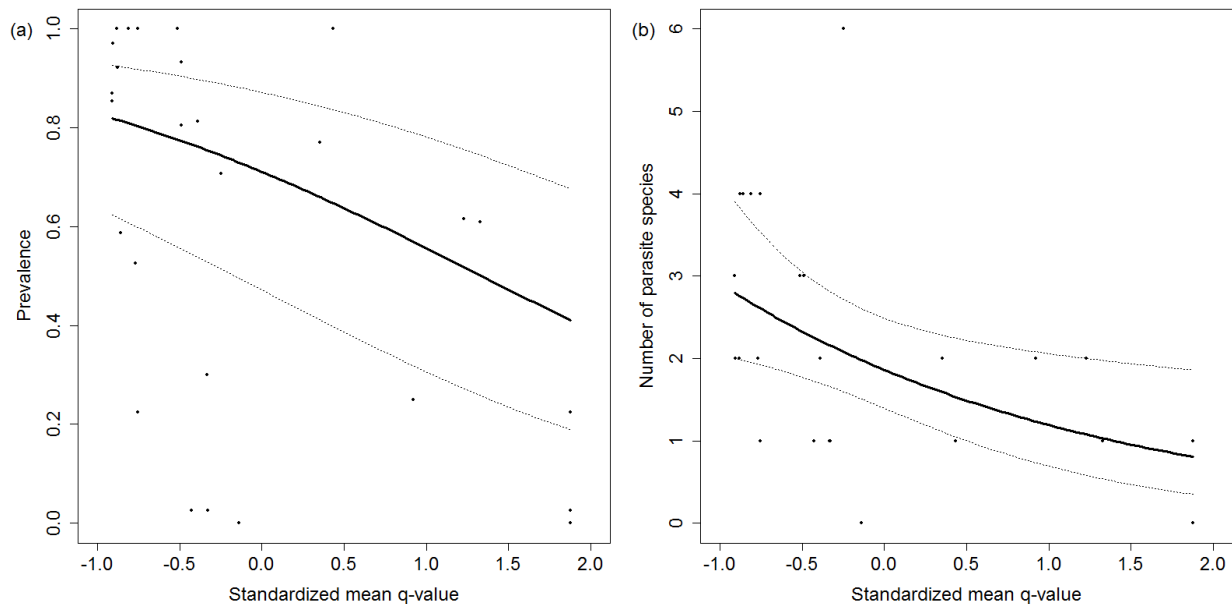 (a)
Prevalence
1.0
0.8
0.6
0.4
0.2
0.0
-1.0 -0.5 0.0 0.5 1.0 1.5 2.0
Standardized mean q-value
(b)
Number of parasite species
6
5
4
3
2
1
0
-1.0 -0.5 0.0 0.5 1.0 1.5 2.0
Standardized mean q-value